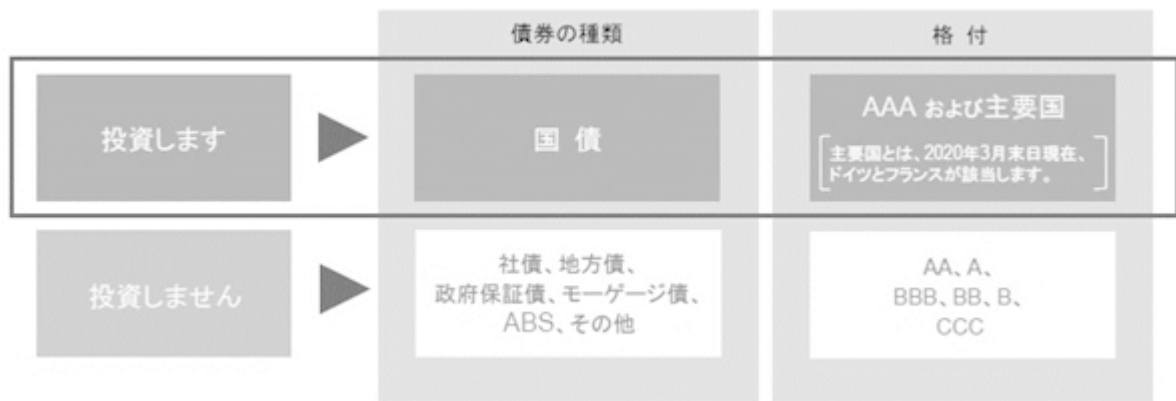 債券の種類
格 付
投資します
国 債
AAA および主要国
主要国とは、2020年3月末日現在、
ドイツとフランスが該当します。
投資しません
社債、地方債、
政府保証債、モーゲージ債、
ABS、その他
AA、A、
BBB、BB、B、
CCC